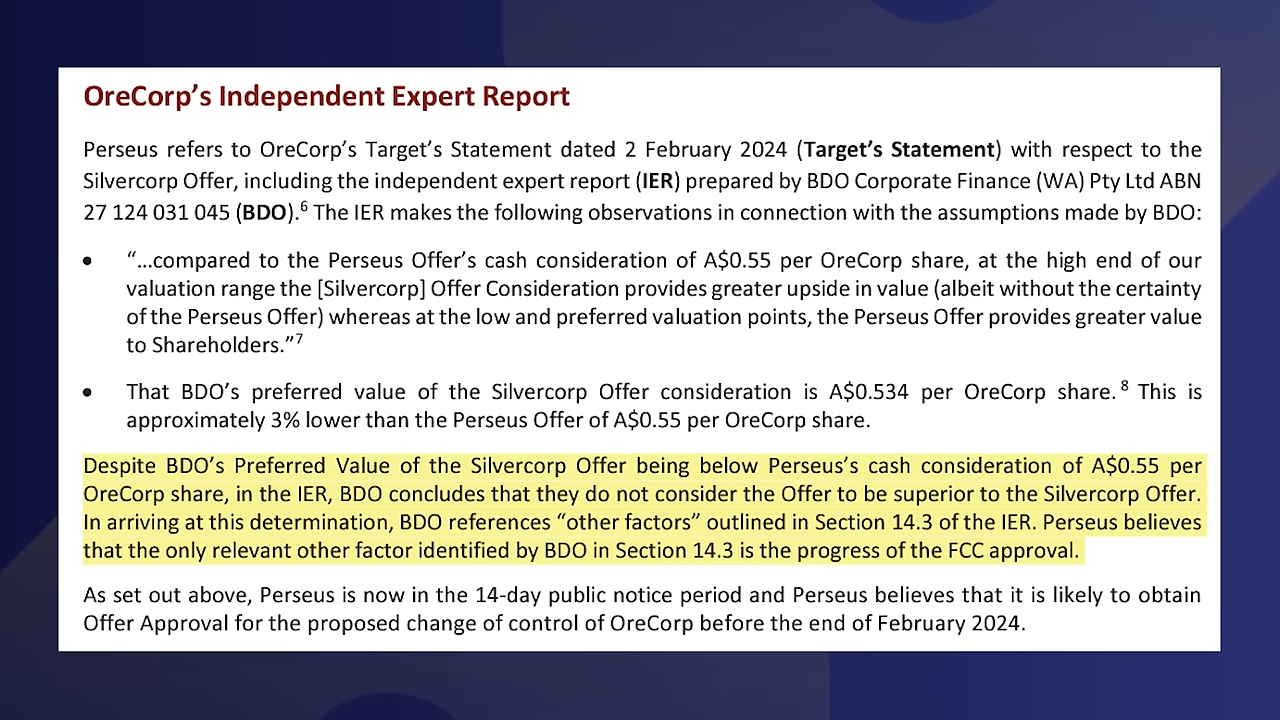 OreCorp’s Independent Expert Report
Perseus refers to OreCorp’s Target’s Statement dated 2 February 2024 (Target’s Statement) with respect to the
Silvercorp Offer, including the independent expert report (IER) prepared by BDO Corporate Finance (WA) Pty Ltd ABN
27 124 031 045 (BDO).6 The IER makes the following observations in connection with the assumptions made by BDO:
• “…compared to the Perseus Offer’s cash consideration of A$0.55 per OreCorp share, at the high end of our
valuation range the [Silvercorp] Offer Consideration provides greater upside in value (albeit without the certainty
of the Perseus Offer) whereas at the low and preferred valuation points, the Perseus Offer provides greater value
to Shareholders.”7
• That BDO’s preferred value of the Silvercorp Offer consideration is A$0.534 per OreCorp share. 8 This is
approximately 3% lower than the Perseus Offer of A$0.55 per OreCorp share.
Despite BDO’s Preferred Value of the Silvercorp Offer being below Perseus’s cash consideration of A$0.55 per
OreCorp share, in the IER, BDO concludes that they do not consider the Offer to be superior to the Silvercorp Offer.
In arriving at this determination, BDO references “other factors” outlined in Section 14.3 of the IER. Perseus believes
that the only relevant other factor identified by BDO in Section 14.3 is the progress of the FCC approval.
As set out above, Perseus is now in the 14-day public notice period and Perseus believes that it is likely to obtain
Offer Approval for the proposed change of control of OreCorp before the end of February 2024.